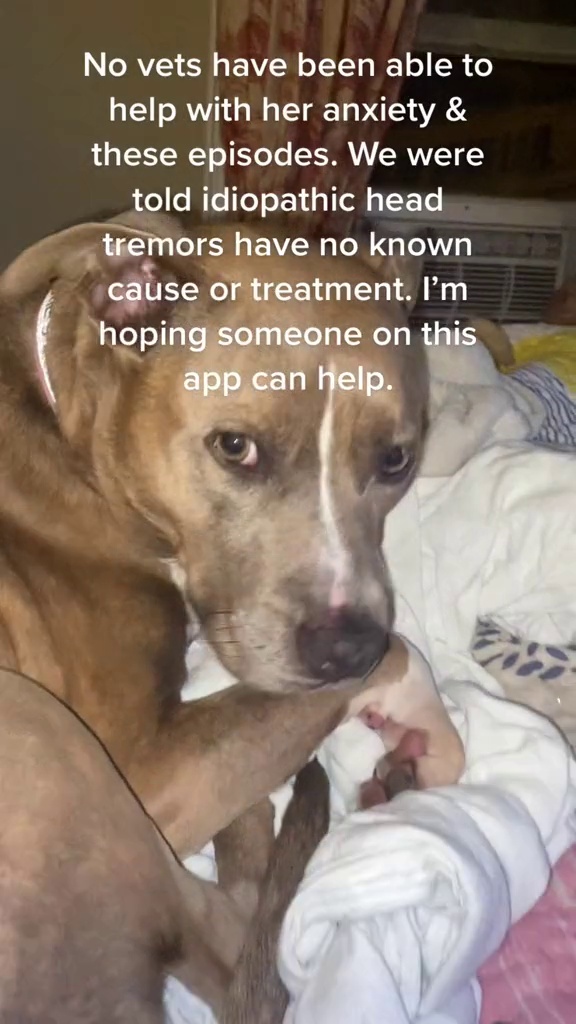 No vets have been able to
help with her anxiety &
these episodes. We were
told idiopathic head
tremors have no known
cause or treatment. I'm
hoping someone on this
app can help.